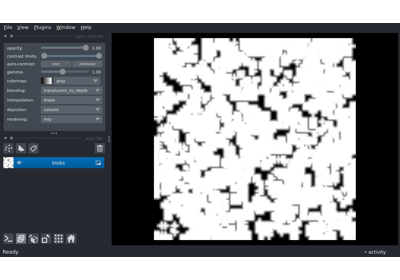 File View Plugins Window Help
opacity: 1.00
contrast limits:
auto-contrast: once continuous
gamma: 1.00
colormap: gray
blending: translucent_no_depth
interpolation: linear
depiction: volume
rendering: mip
blobs
Ready
activity